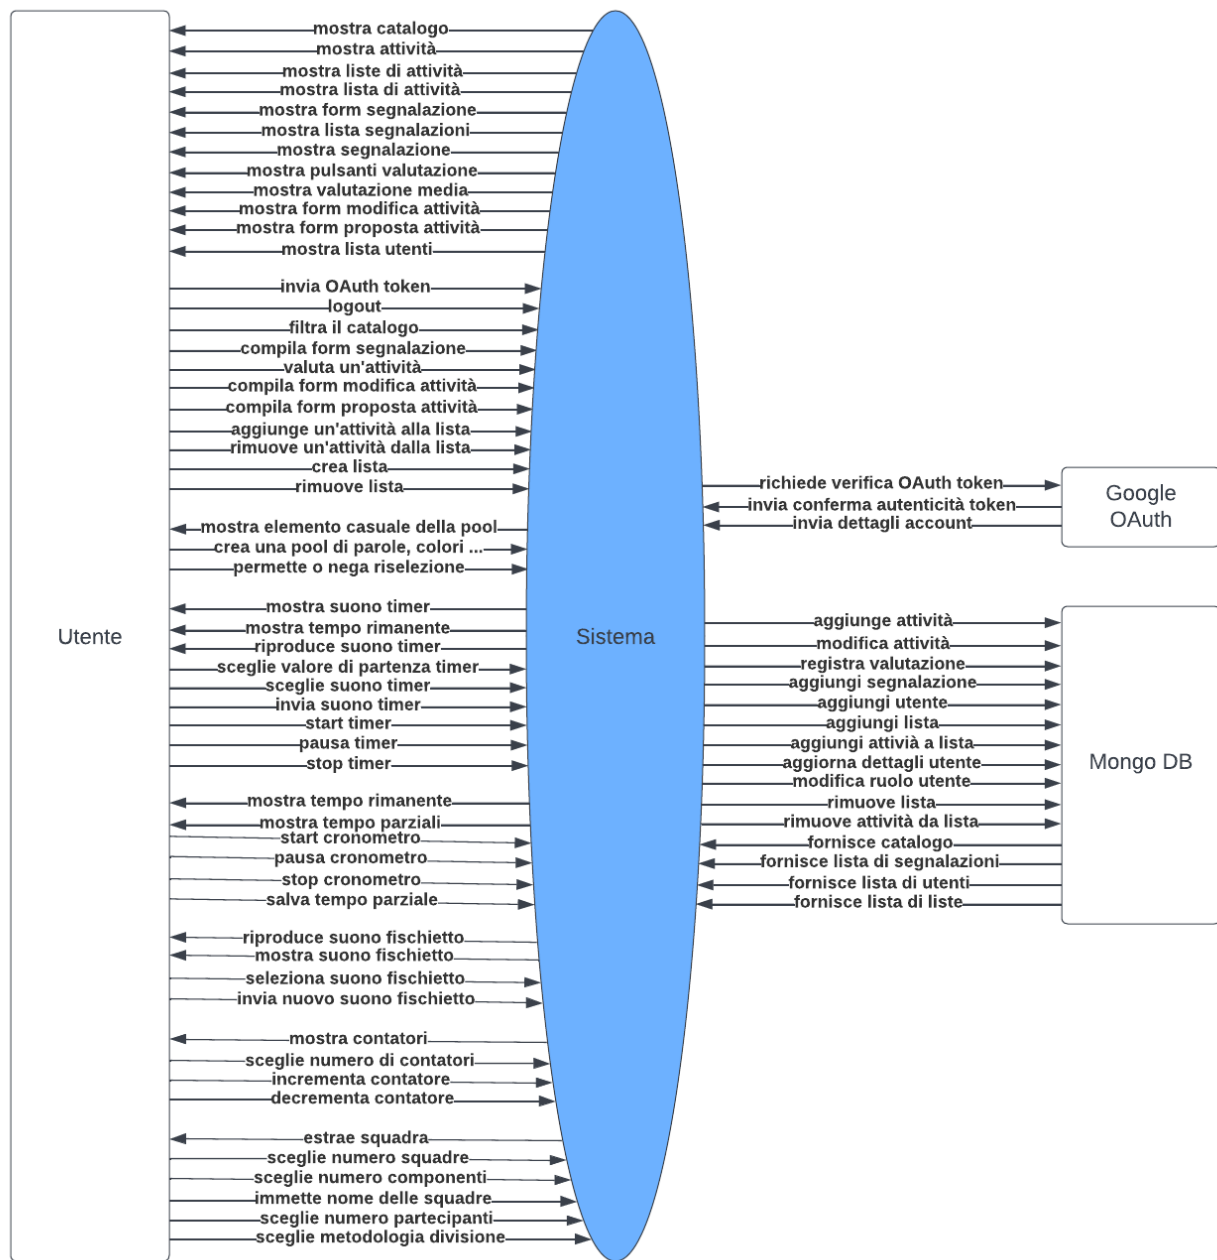 mostra catalogo
mostra attività
mostra liste di attività
mostra lista di attività
mostra form segnalazione
mostra lista segnalazioni
mostra segnalazione
mostra pulsanti valutazione
mostra valutazione media
mostra form modifica attività
mostra form proposta attività
mostra lista utenti
invia OAuth token
logout
filtra il catalogo
compila form segnalazione
valuta un'attività
compila form modifica attività
compila form proposta attività
aggiunge un'attività alla lista
rimuove un'attività dalla lista
crea lista
rimuove lista
mostra elemento casuale della pool
crea una pool di parole, colori ...
permette o nega riselezione
mostra suono timer
mostra tempo rimanente
riproduce suono timer
sceglie valore di partenza timer
sceglie suono timer
invia suono timer
start timer
pausa timer
stop timer
mostra tempo rimanente
mostra tempo parziali
start cronometro
pausa cronometro
stop cronometro
salva tempo parziale
riproduce suono fischietto
mostra suono fischietto
seleziona suono fischietto
invia nuovo suono fischietto
mostra contatori
sceglie numero di contatori
incrementa contatore
decrementa contatore
estrae squadra
sceglie numero squadre
sceglie numero componenti
immette nome delle squadre
sceglie numero partecipanti
sceglie metodologia divisione
Utente
Sistema
richiede verifica OAuth token
invia conferma autenticità token
invia dettagli account
Google
OAuth
aggiunge attività
modifica attività
registra valutazione
aggiungi segnalazione
aggiungi utente
aggiungi lista
aggiungi attivià a lista
aggiorna dettagli utente
modifica ruolo utente
rimuove lista
rimuove attività da lista
fornisce catalogo
fornisce lista di segnalazioni
fornisce lista di utenti
fornisce lista di liste
Mongo DB